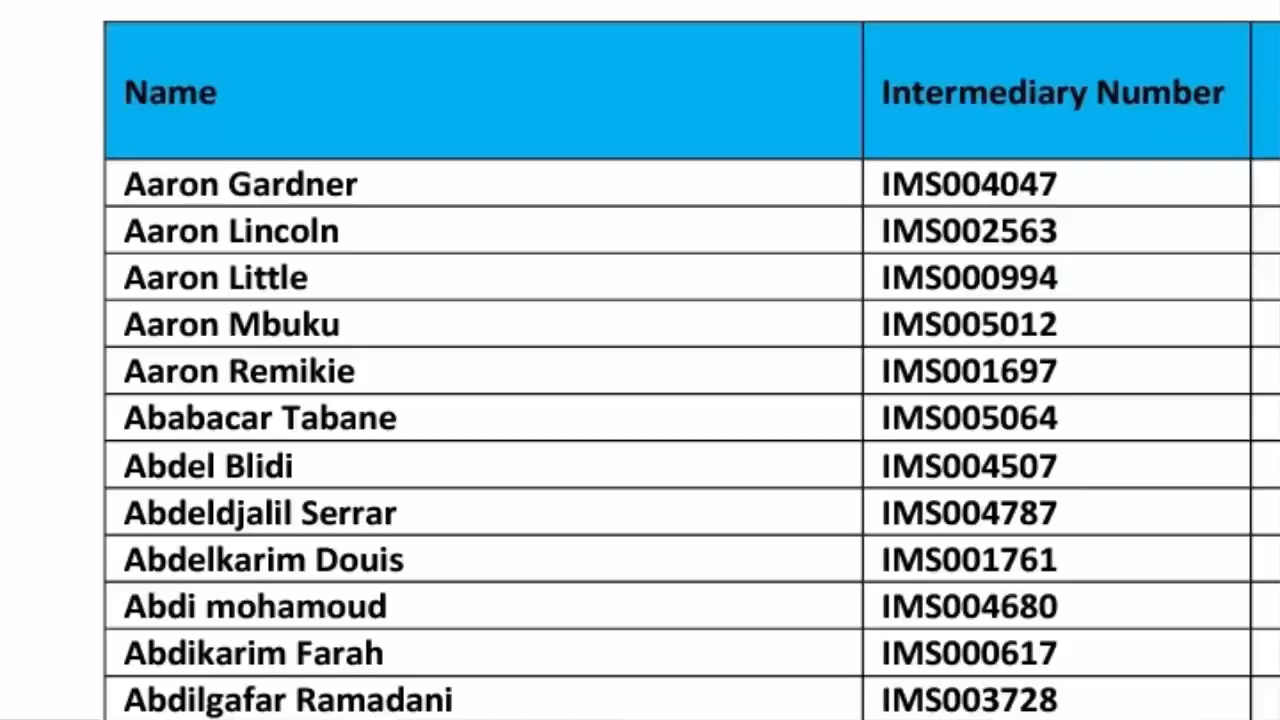 Name Intermediary Number
Aaron Gardner IMS004047
Aaron Lincoln IMS002563
Aaron Little IMS000994
Aaron Mbuku IMS005012
Aaron Remikie IMS001697
Ababacar Tabane IMS005064
Abdel Blidi IMS004507
Abdeldjalil Serrar IMS004787
Abdelkarim Douis IMS001761
Abdi mohamoud IMS004680
Abdikarim Farah IMS000617
Abdilgafar Ramadani IMS003728